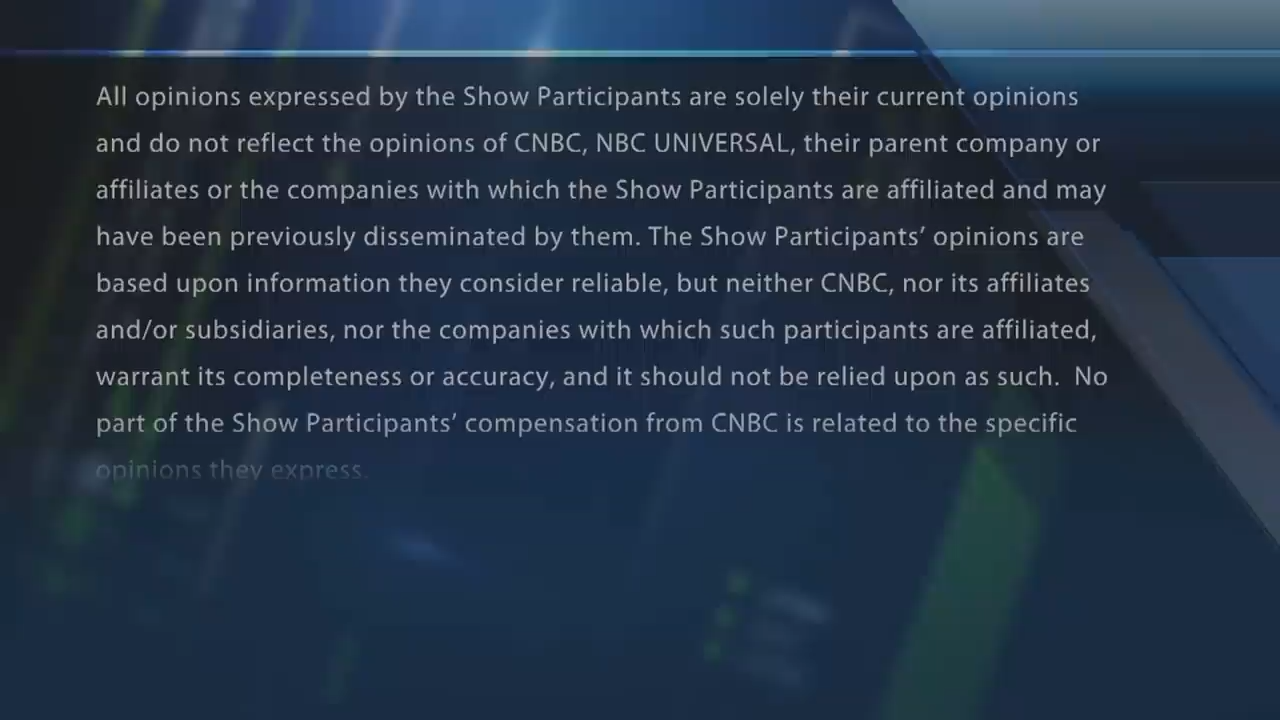 All opinions expressed by the Show Participants are solely their current opinions
and do not reflect the opinions of CNBC, NBC UNIVERSAL, their parent company or
affiliates or the companies with which the Show Participants are affiliated and may
have been previously disseminated by them. The Show Participants’ opinions are
based upon information they consider reliable, but neither CNBC, nor its affiliates
and/or subsidiaries, nor the companies with which such participants are affiliated,
warrant its completeness or accuracy, and it should not be relied upon as such.  No
part of the Show Participants’ compensation from CNBC is related to the specific
opinions they express.